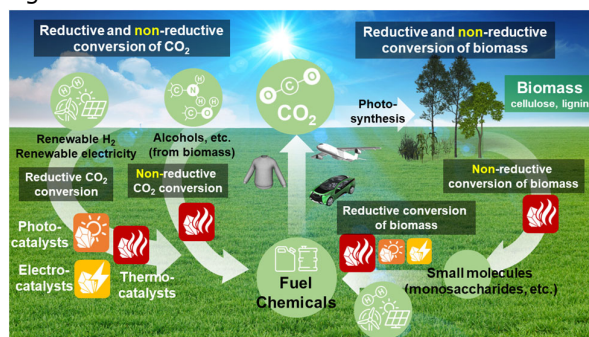 Reductive and non-reductive
conversion of CO2
Reductive and non-reductive
conversion of biomass
H
H
C
N
H
C
O
H
O
C
O
CO2
Photo-
synthesis
Biomass
cellulose, lignin
Renewable H2
Renewable electricity
Alcohols, etc.
(from biomass)
Reductive CO2
conversion
Non-reductive
CO2 conversion
Non-reductive
conversion of biomass
Reductive conversion
of biomass
Photo-
catalysts
Electro-
catalysts
Thermo-
catalysts
Fuel
Chemicals
Small molecules
(monosaccharides, etc.)
H
H